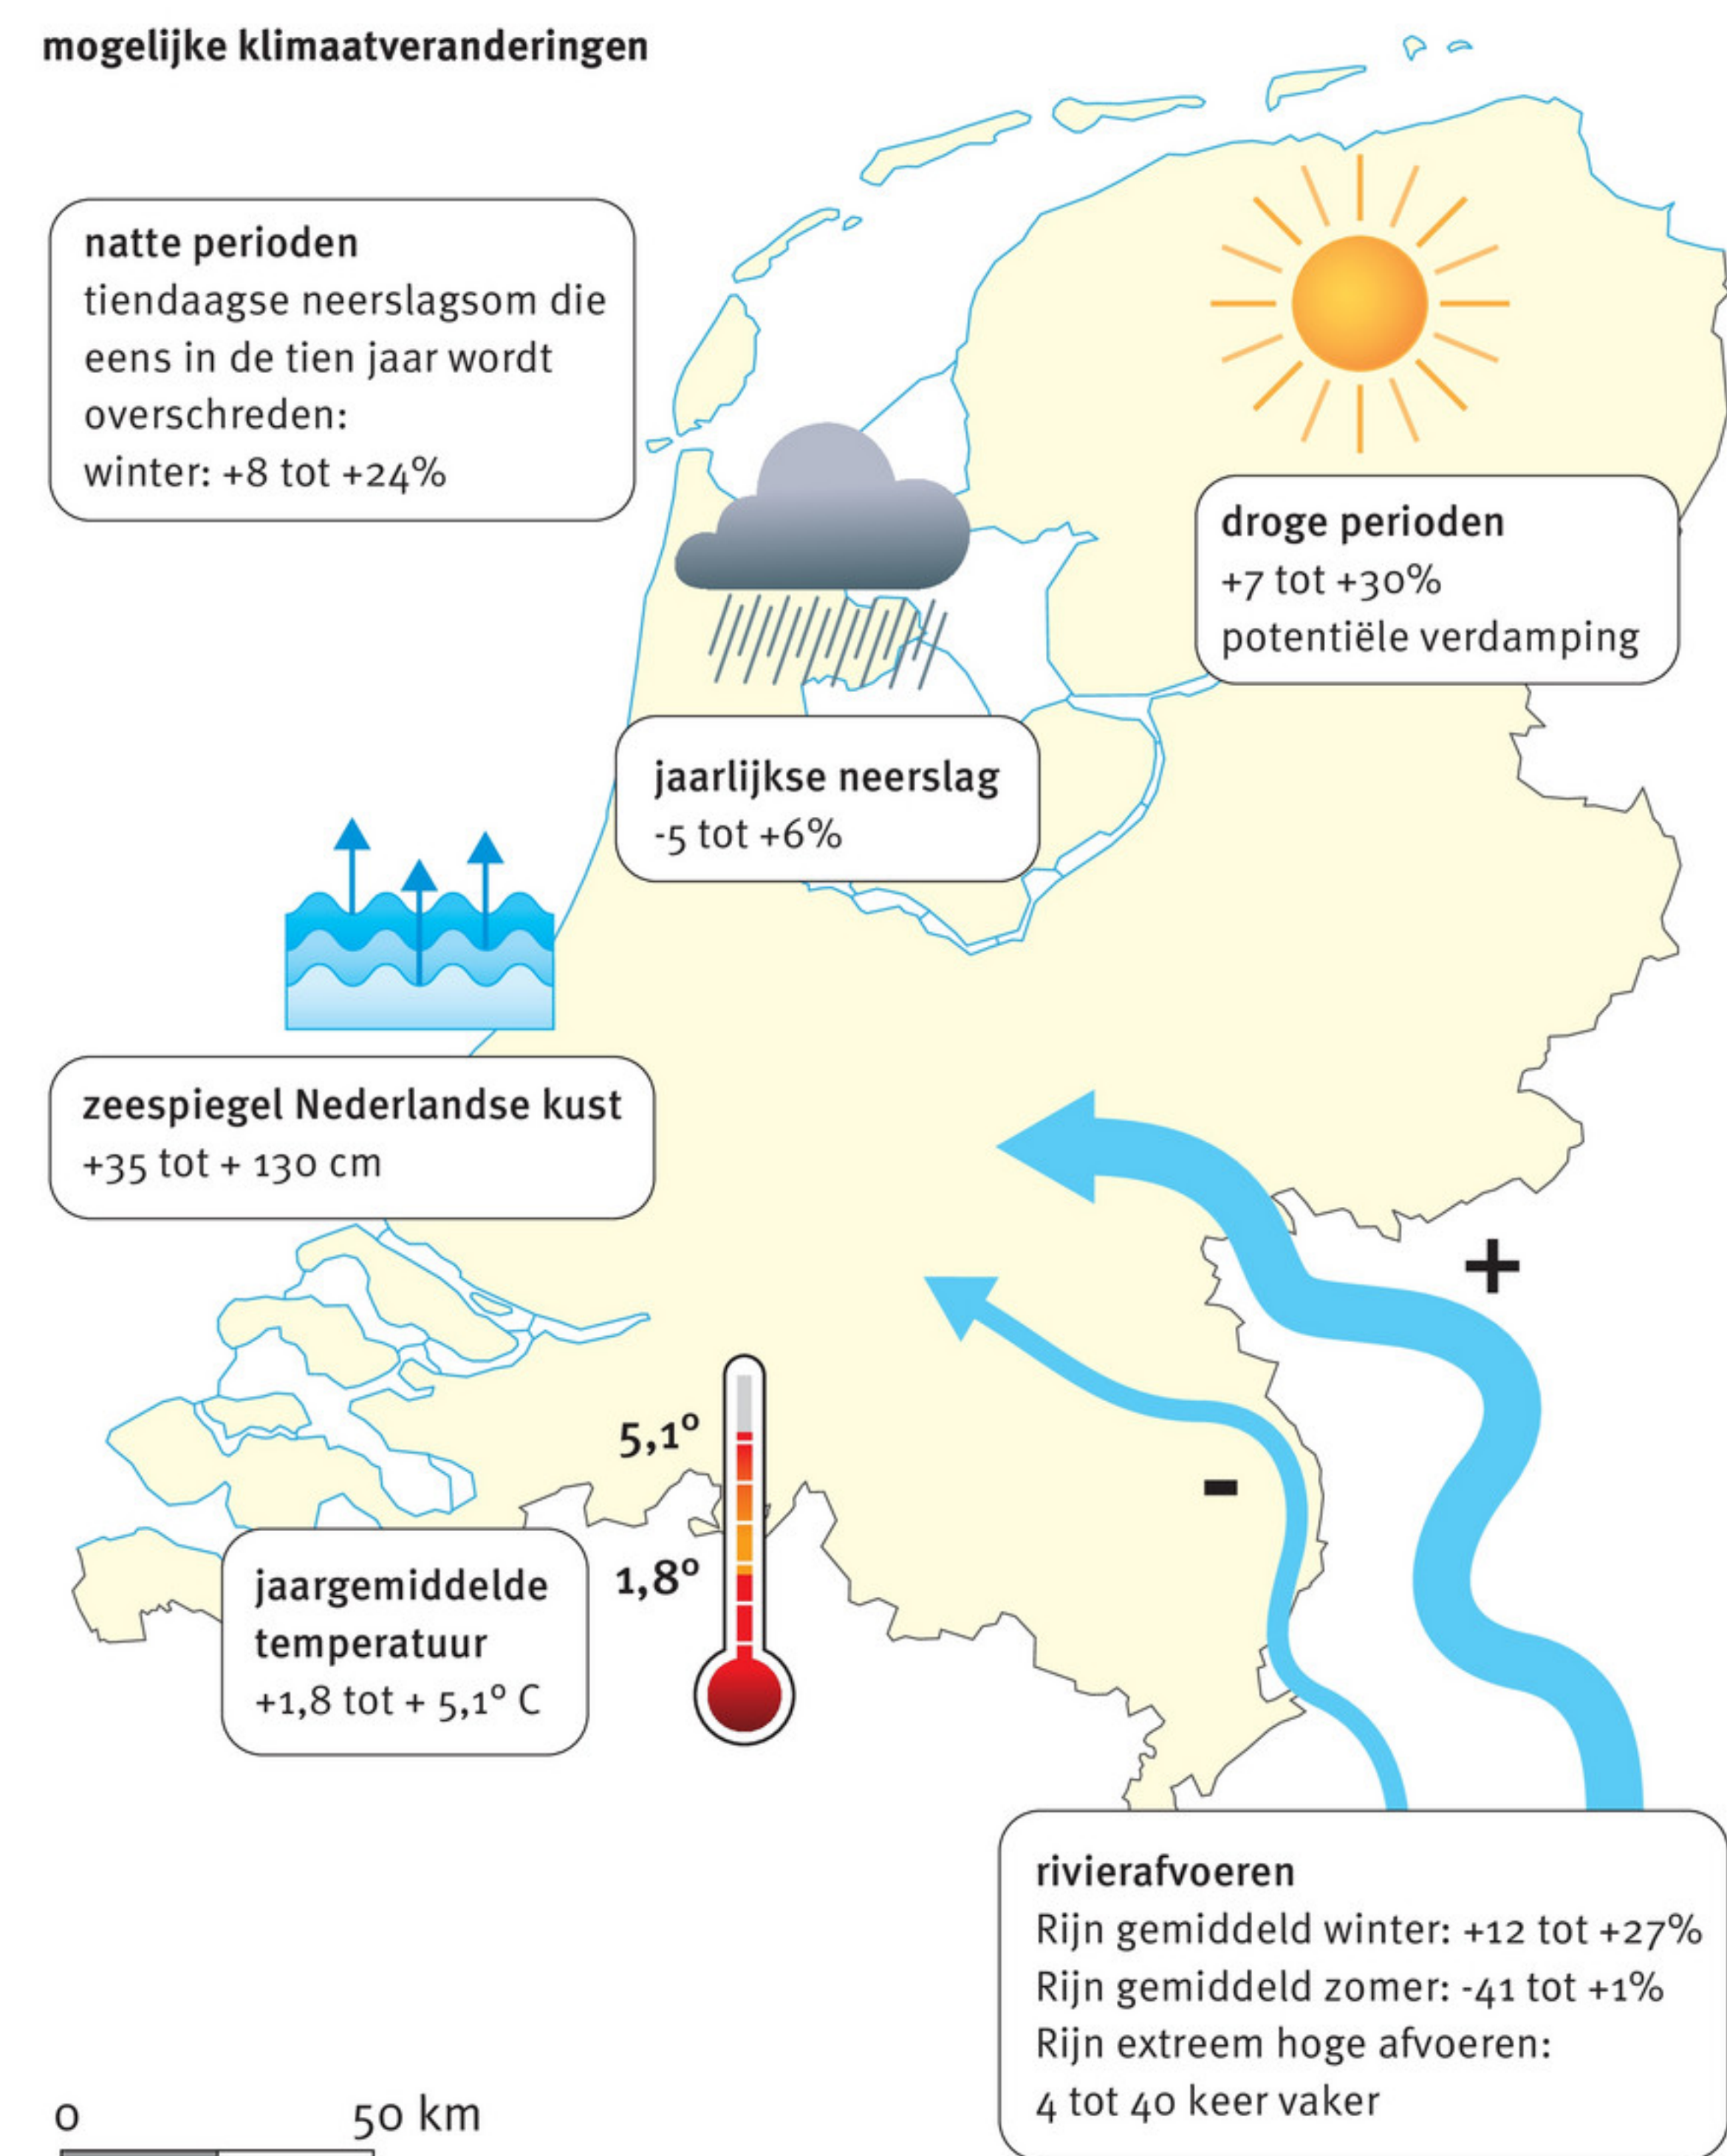 mogelijke klimaatveranderingen
natte perioden
tiendaagse neerslagsom die
eens in de tien jaar wordt
overschreden:
winter: +8 tot +24%
droge perioden
+7 tot +30%
potentiële verdamping
jaarlijkse neerslag
-5 tot +6%
zeespiegel Nederlandse kust
+35 tot + 130 cm
+
-
5,1º
1,8º
jaargemiddelde
temperatuur
+1,8 tot + 5,1º C
rivierafvoeren
Rijn gemiddeld winter: +12 tot +27%
Rijn gemiddeld zomer: -41 tot +1%
Rijn extreem hoge afvoeren:
4 tot 40 keer vaker
0 50 km